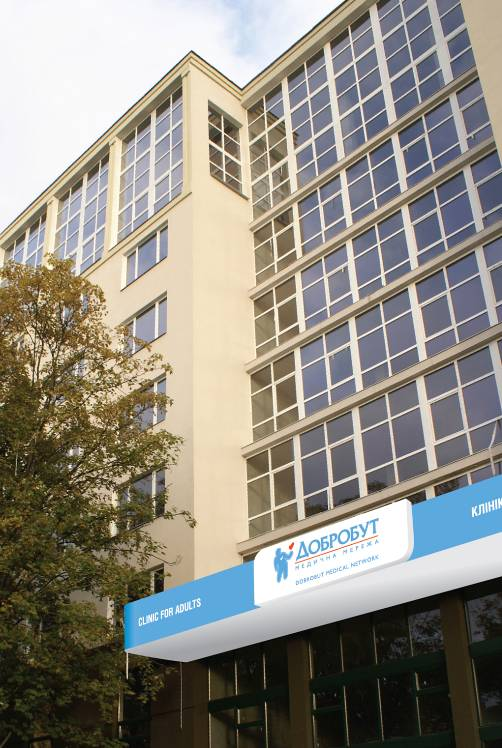 CLINIC FOR ADULTS
ДОБРОБУТ
МЕДИЧНА МЕРЕЖА
DOBROBUT MEDICAL NETWORK
КЛІНІК